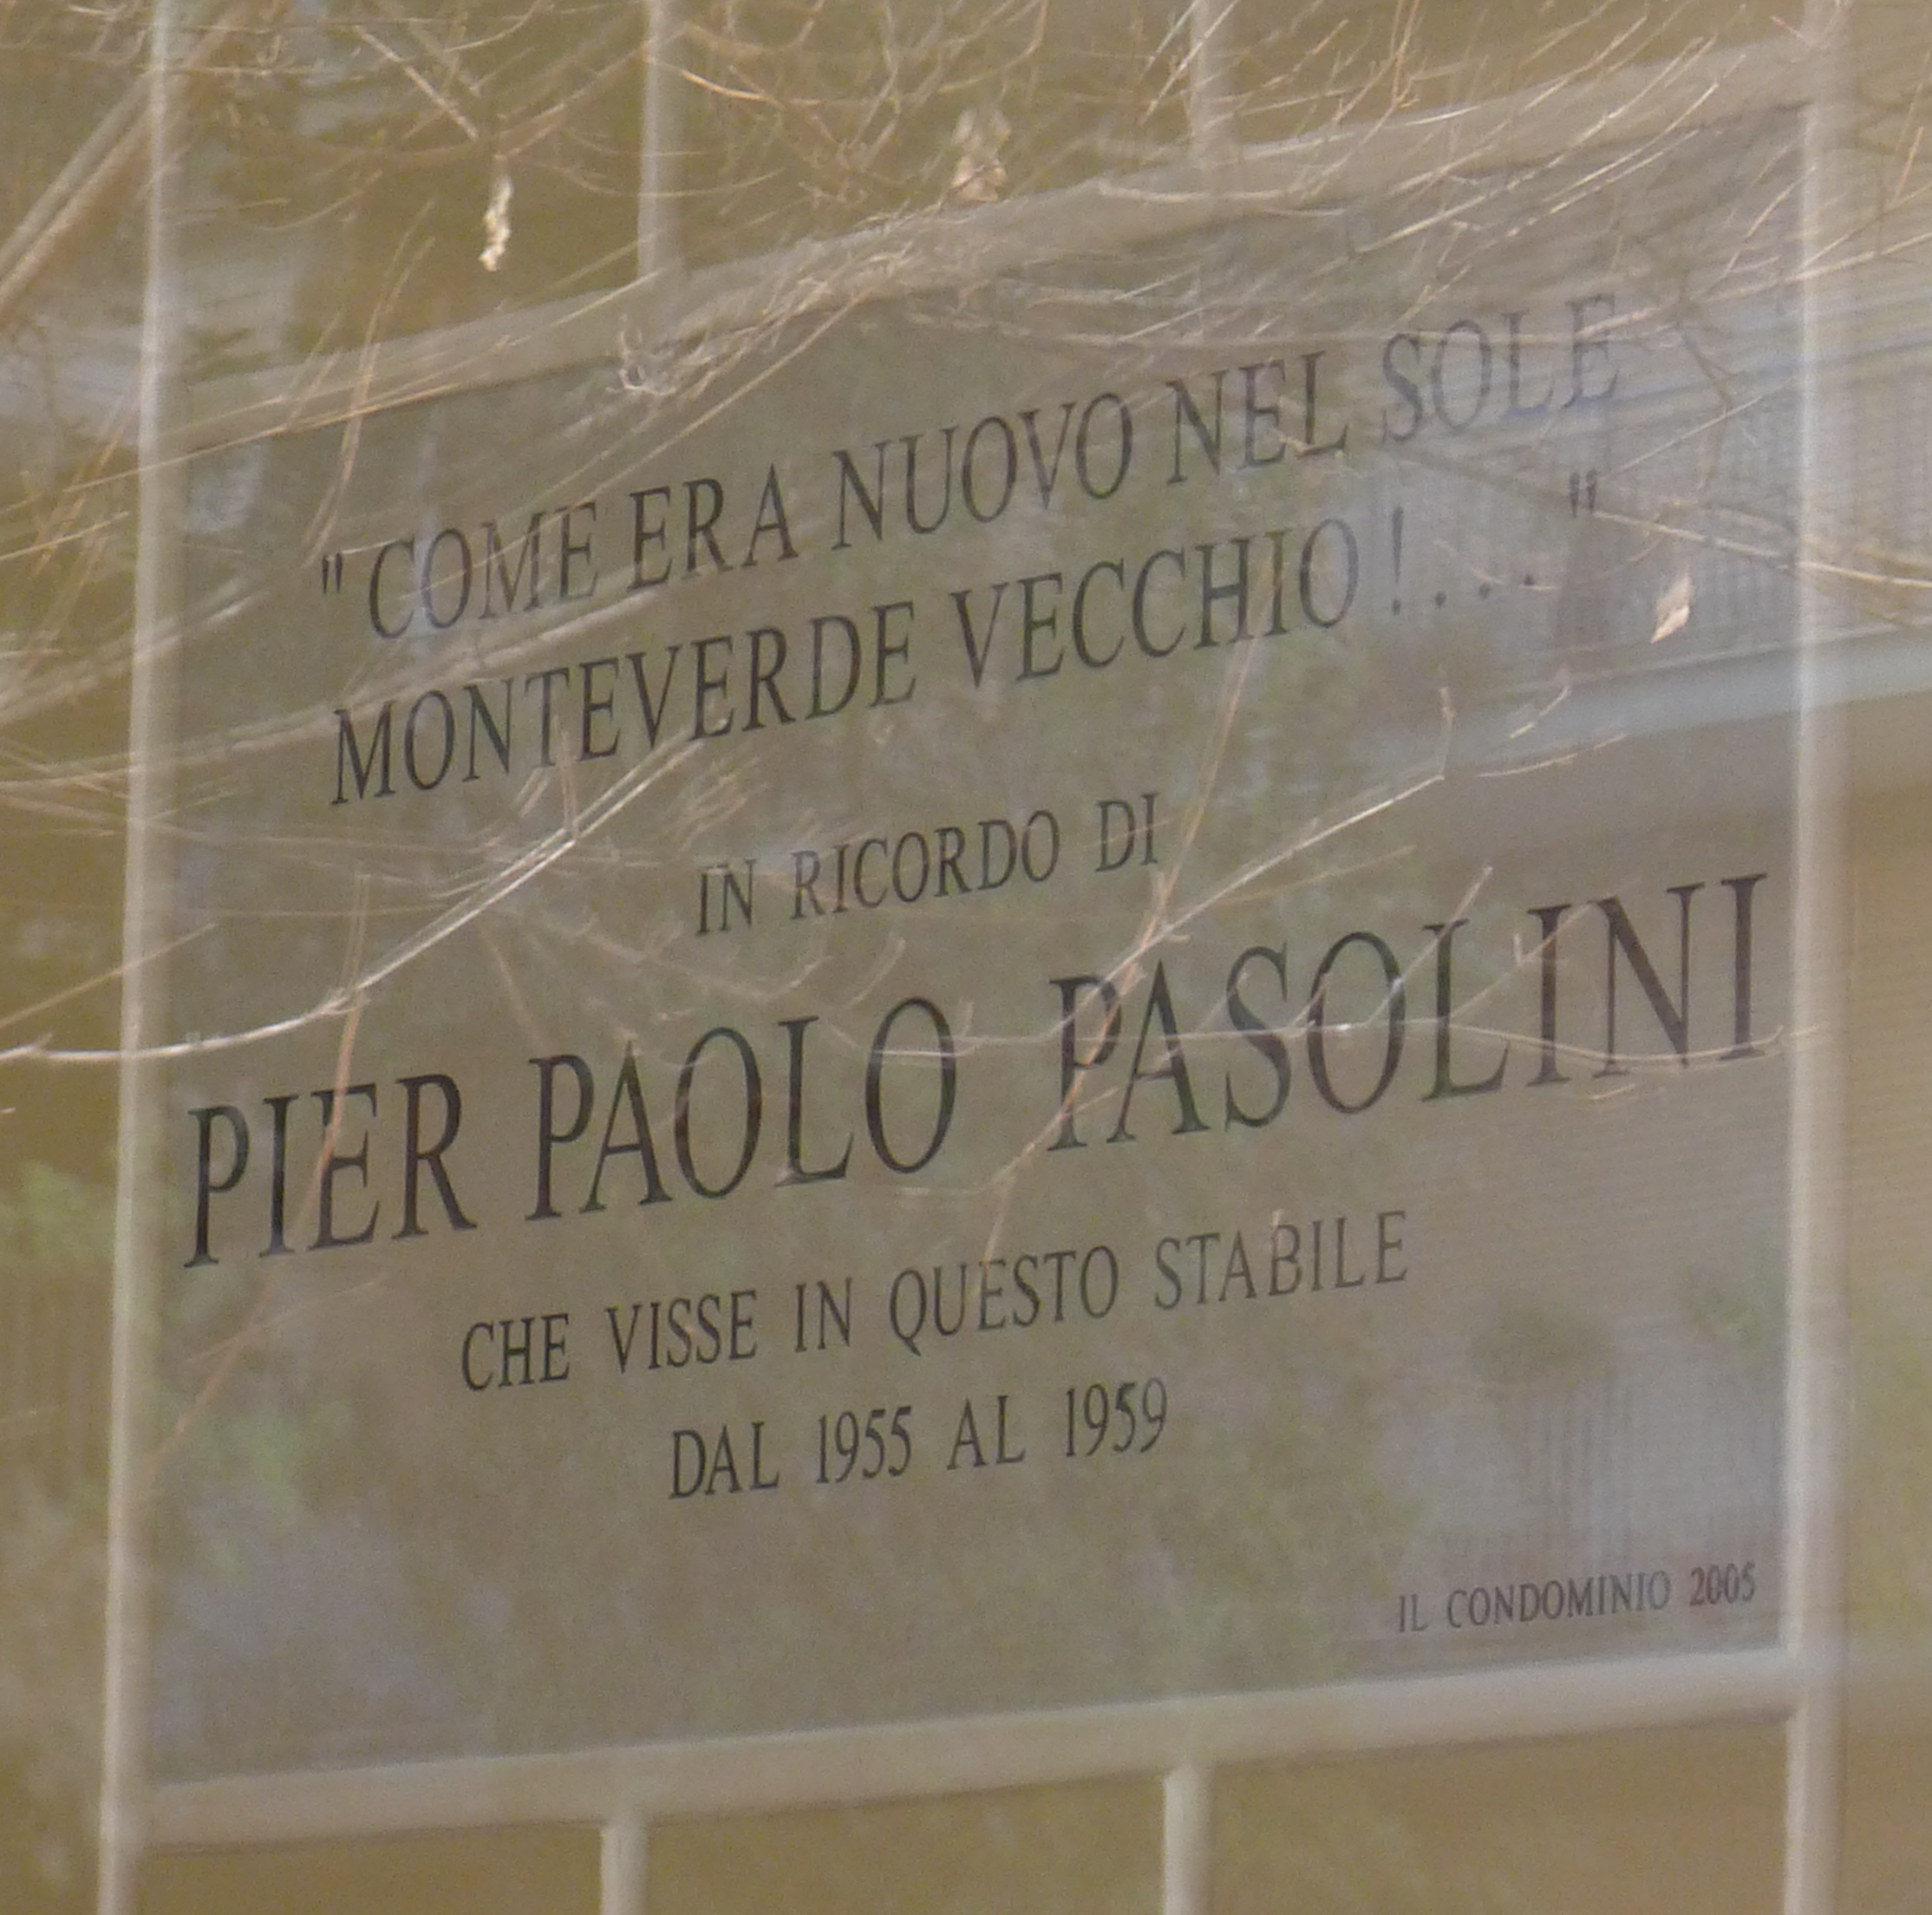 "COME ERA NUOVO NEL SOLE
MONTEVERDE VECCHIO!..."
IN RICORDO DI
PIER PAOLO PASOLINI
CHE VISSE IN QUESTO STABILE
DAL 1955 AL 1959
IL CONDOMINIO 2005